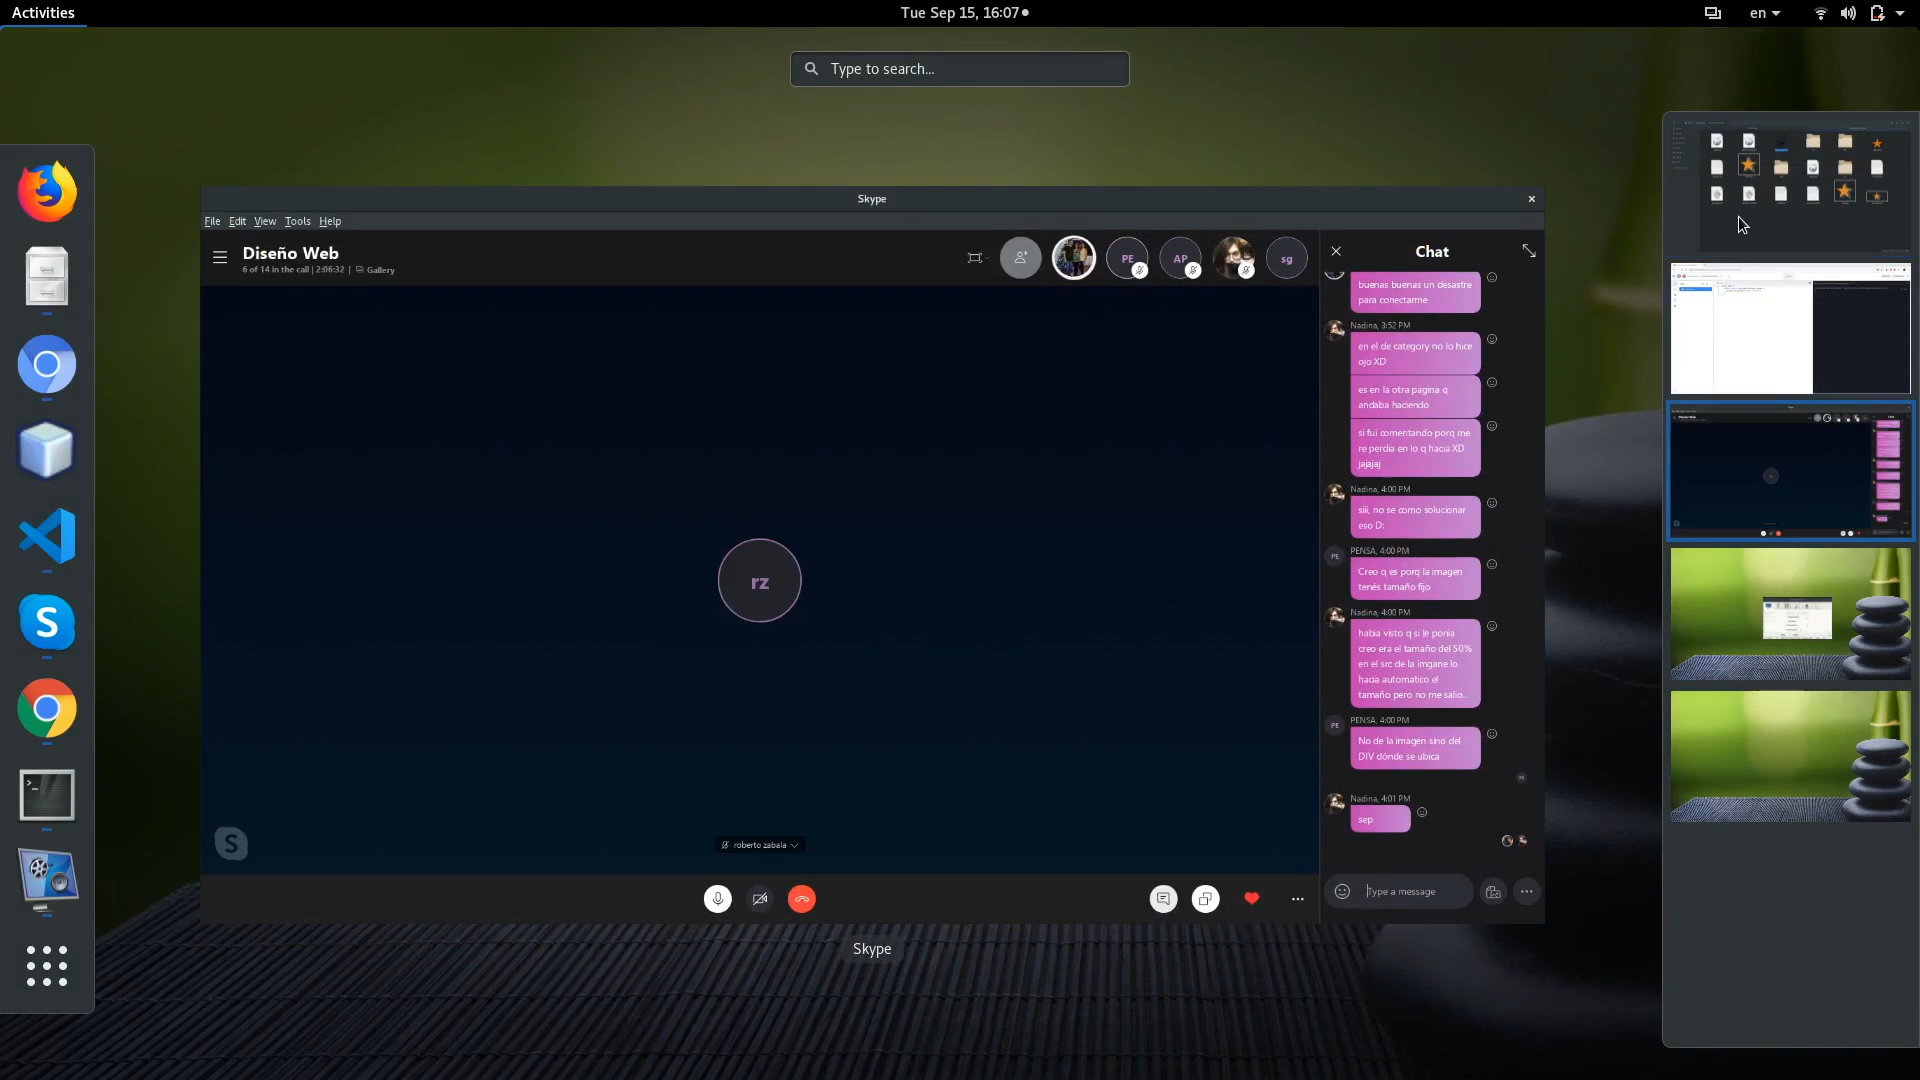 Activities
Tue Sep 15, 16:07
en
Type to search...
Skype
File Edit View Tools Help
Diseño Web
6 of 14 in the call | 2:06:32 | Gallery
PE
AP
sg
Chat
buenas buenas un desastre
para conectarme
Nadina, 3:52 PM
en el de category no lo hice
ojo XD
es en la otra pagina q
andaba haciendo
si fui comentando porq me
re perdia en lo q hacia XD
jajajaj
Nadina, 4:00 PM
siii, no se como solucionar
eso D:
PE
PENSA, 4:00 PM
Creo q es porq la imagen
tenés tamaño fijo
Nadina, 4:00 PM
habia visto q si le ponia
creo era el tamaño del 50%
en el src de la imgane lo
hacia automatico el
tamaño pero no me salio...
PE
PENSA, 4:00 PM
No de la imagen sino del
DIV dónde se ubica
Nadina, 4:01 PM
sep
rz
roberto zabala
Type a message
Skype